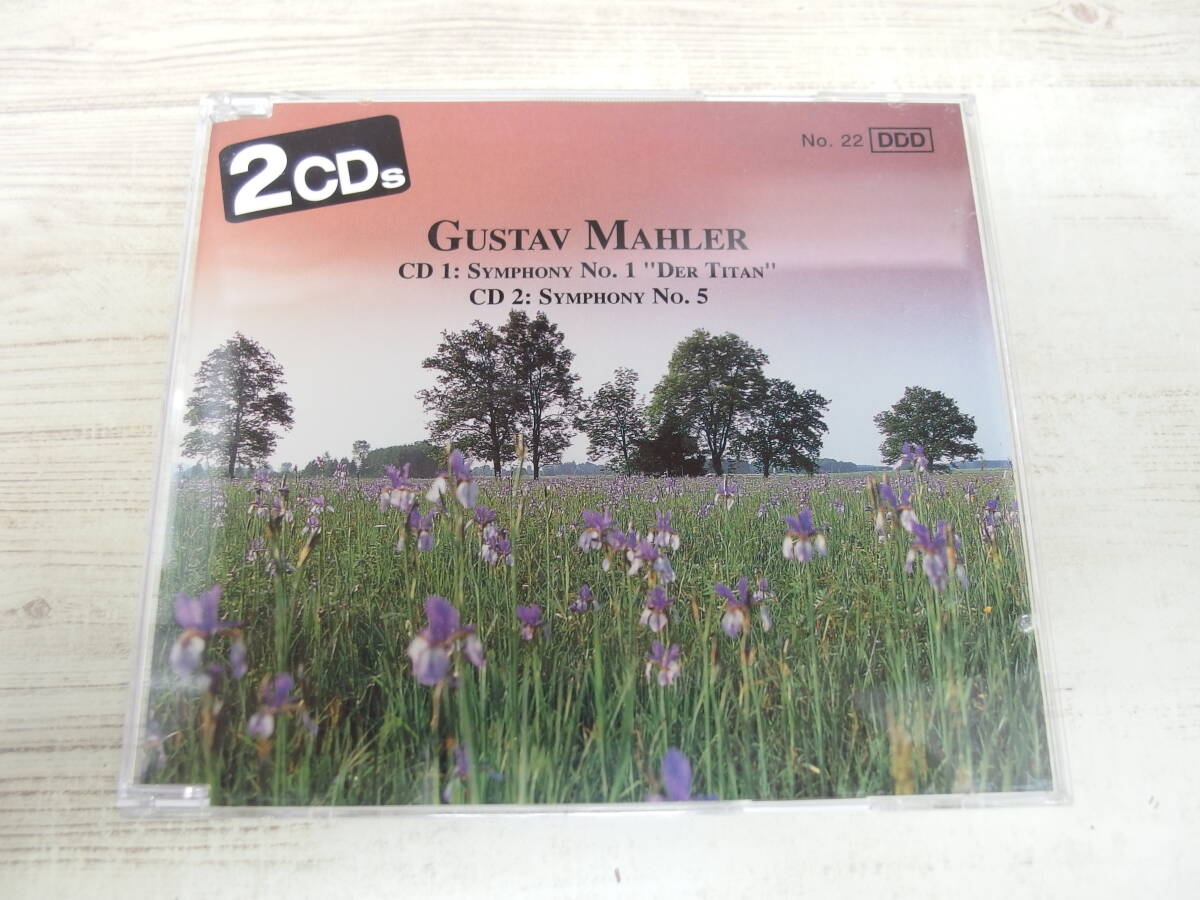 2CDs
No. 22 DDD
GUSTAV MAHLER
CD 1: SYMPHONY NO. 1 "DER TITAN"
CD 2: SYMPHONY NO. 5